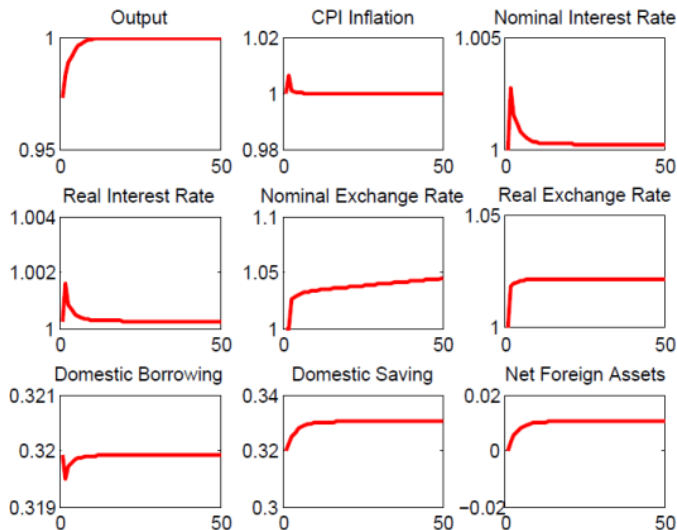 Output CPI Inflation Nominal Interest Rate
1 1.02 1.005
1
0.95 0.98 1
0 50 0 50 0 50
Real Interest Rate Nominal Exchange Rate Real Exchange Rate
1.004 1.1 1.05
1.002 1.05
1 1 1
0 50 0 50 0 50
Domestic Borrowing Domestic Saving Net Foreign Assets
0.321 0.34 0.02
0.32 0.32 0
0.319 0.3 −0.02
0 50 0 50 0 50